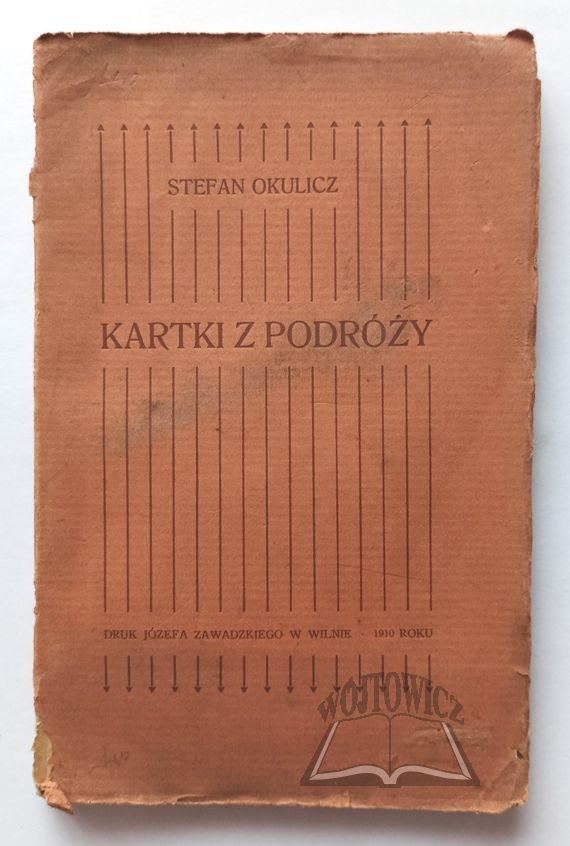 STEFAN OKULICZ
KARTKI Z PODRÓŻY
DRUK JÓZEFA ZAWADZKIEGO W WILNIE · 1910 ROKU
WÓJTOWICZ